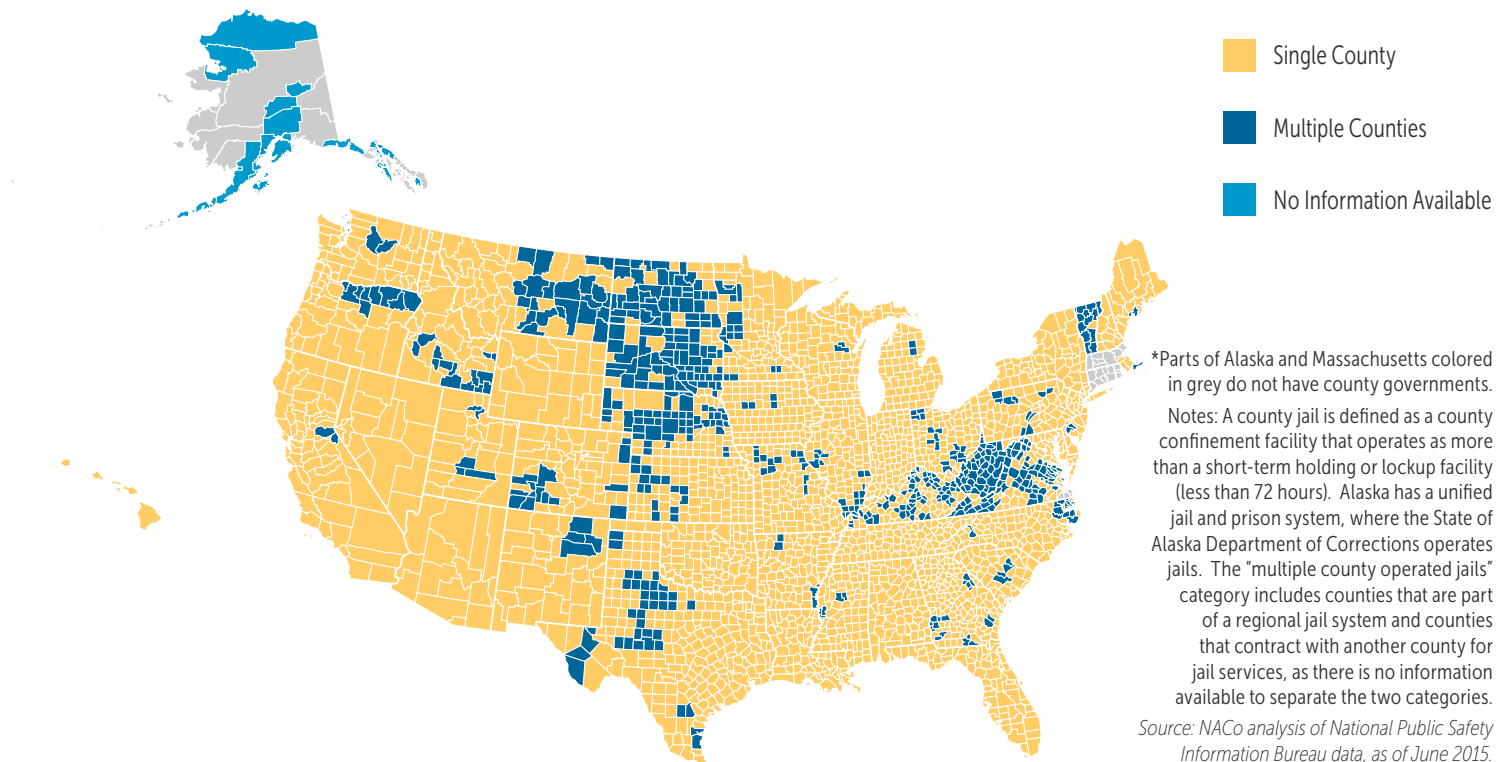 Single County
Multiple Counties
No Information Available
*Parts of Alaska and Massachusetts colored
in grey do not have county governments.
Notes: A county jail is defined as a county
confinement facility that operates as more
than a short-term holding or lockup facility
(less than 72 hours).  Alaska has a unified
jail and prison system, where the State of
Alaska Department of Corrections operates
jails.  The "multiple county operated jails"
category includes counties that are part
of a regional jail system and counties
that contract with another county for
jail services, as there is no information
available to separate the two categories.
Source: NACo analysis of National Public Safety
Information Bureau data, as of June 2015.